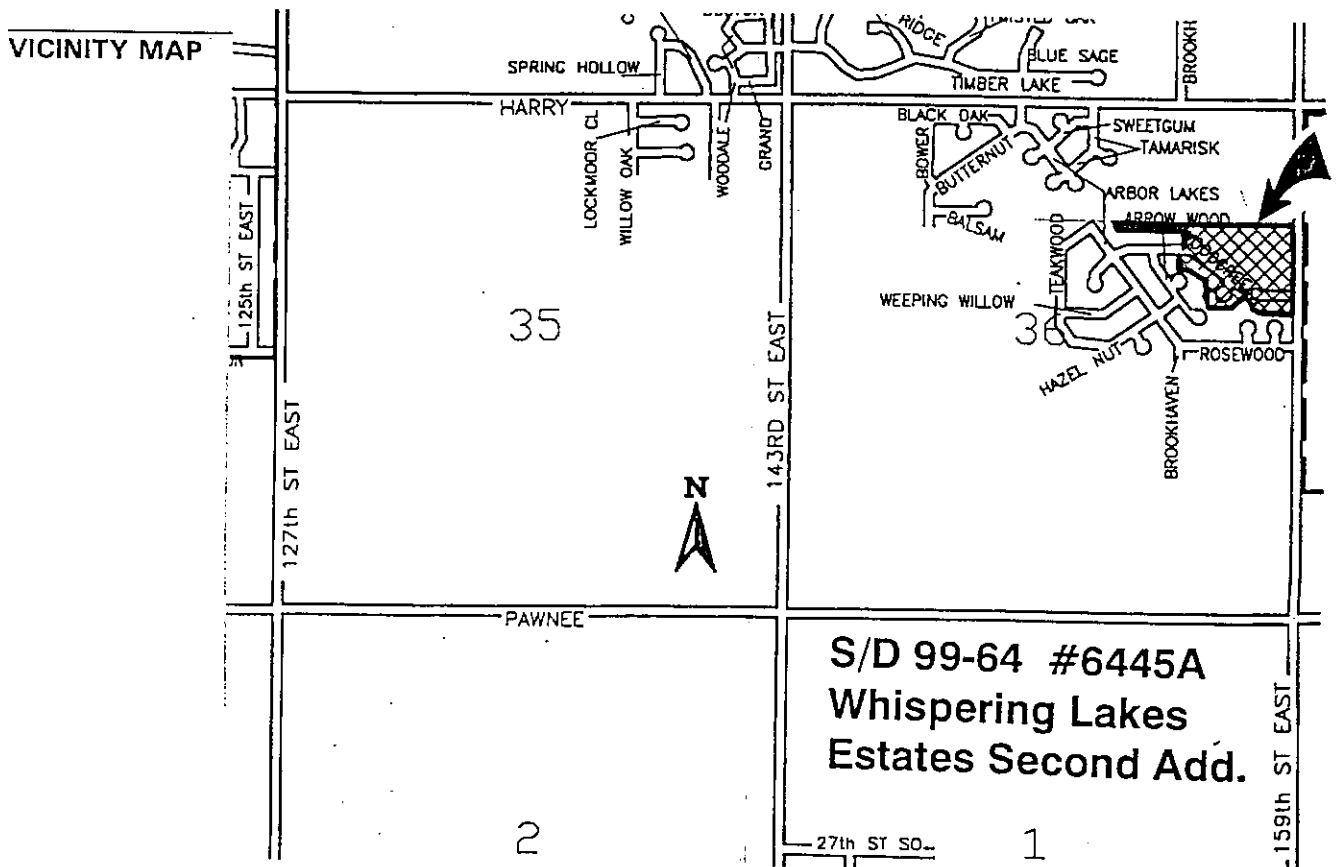 VICINITY MAP
RIDGE
BLUE SAGE
BROOKH
SPRING HOLLOW
TIMBER LAKE
HARRY
BLACK OAK
SWEETGUM
TAMARISK
LOCKMOOR CL
WILLOW OAK
WOODALE
GRAND
BOWER
BUTTERNUT
ARBOR LAKES
ARROW WOOD
BALSAM
TEAKWOOD
125th ST EAST
WEEPING WILLOW
35
36
HAZEL NUT
ROSEWOOD
BROOKHAVEN
127th ST EAST
143RD ST EAST
N
PAWNEE
S/D 99-64 #6445A
Whispering Lakes
Estates Second Add.
159th ST EAST
2
27th ST SO.
1